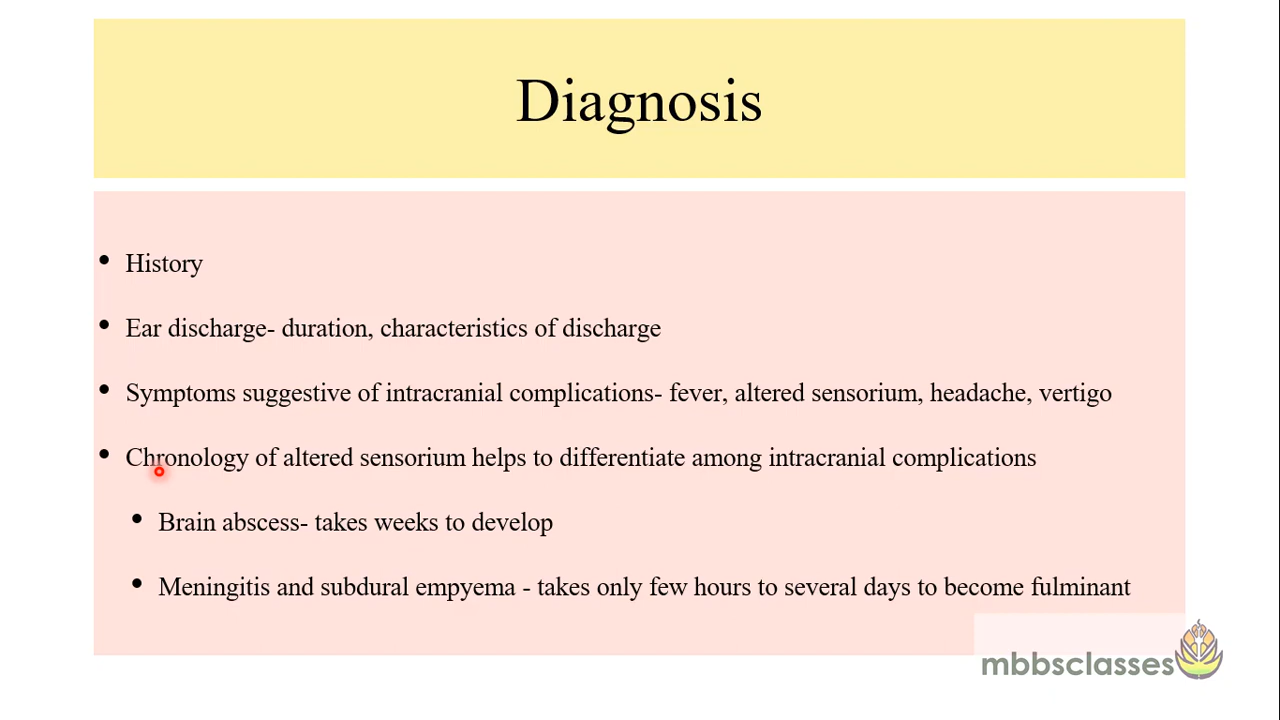 Diagnosis
• History
• Ear discharge- duration, characteristics of discharge
• Symptoms suggestive of intracranial complications- fever, altered sensorium, headache, vertigo
• Chronology of altered sensorium helps to differentiate among intracranial complications
• Brain abscess- takes weeks to develop
• Meningitis and subdural empyema - takes only few hours to several days to become fulminant
mbbsclasses